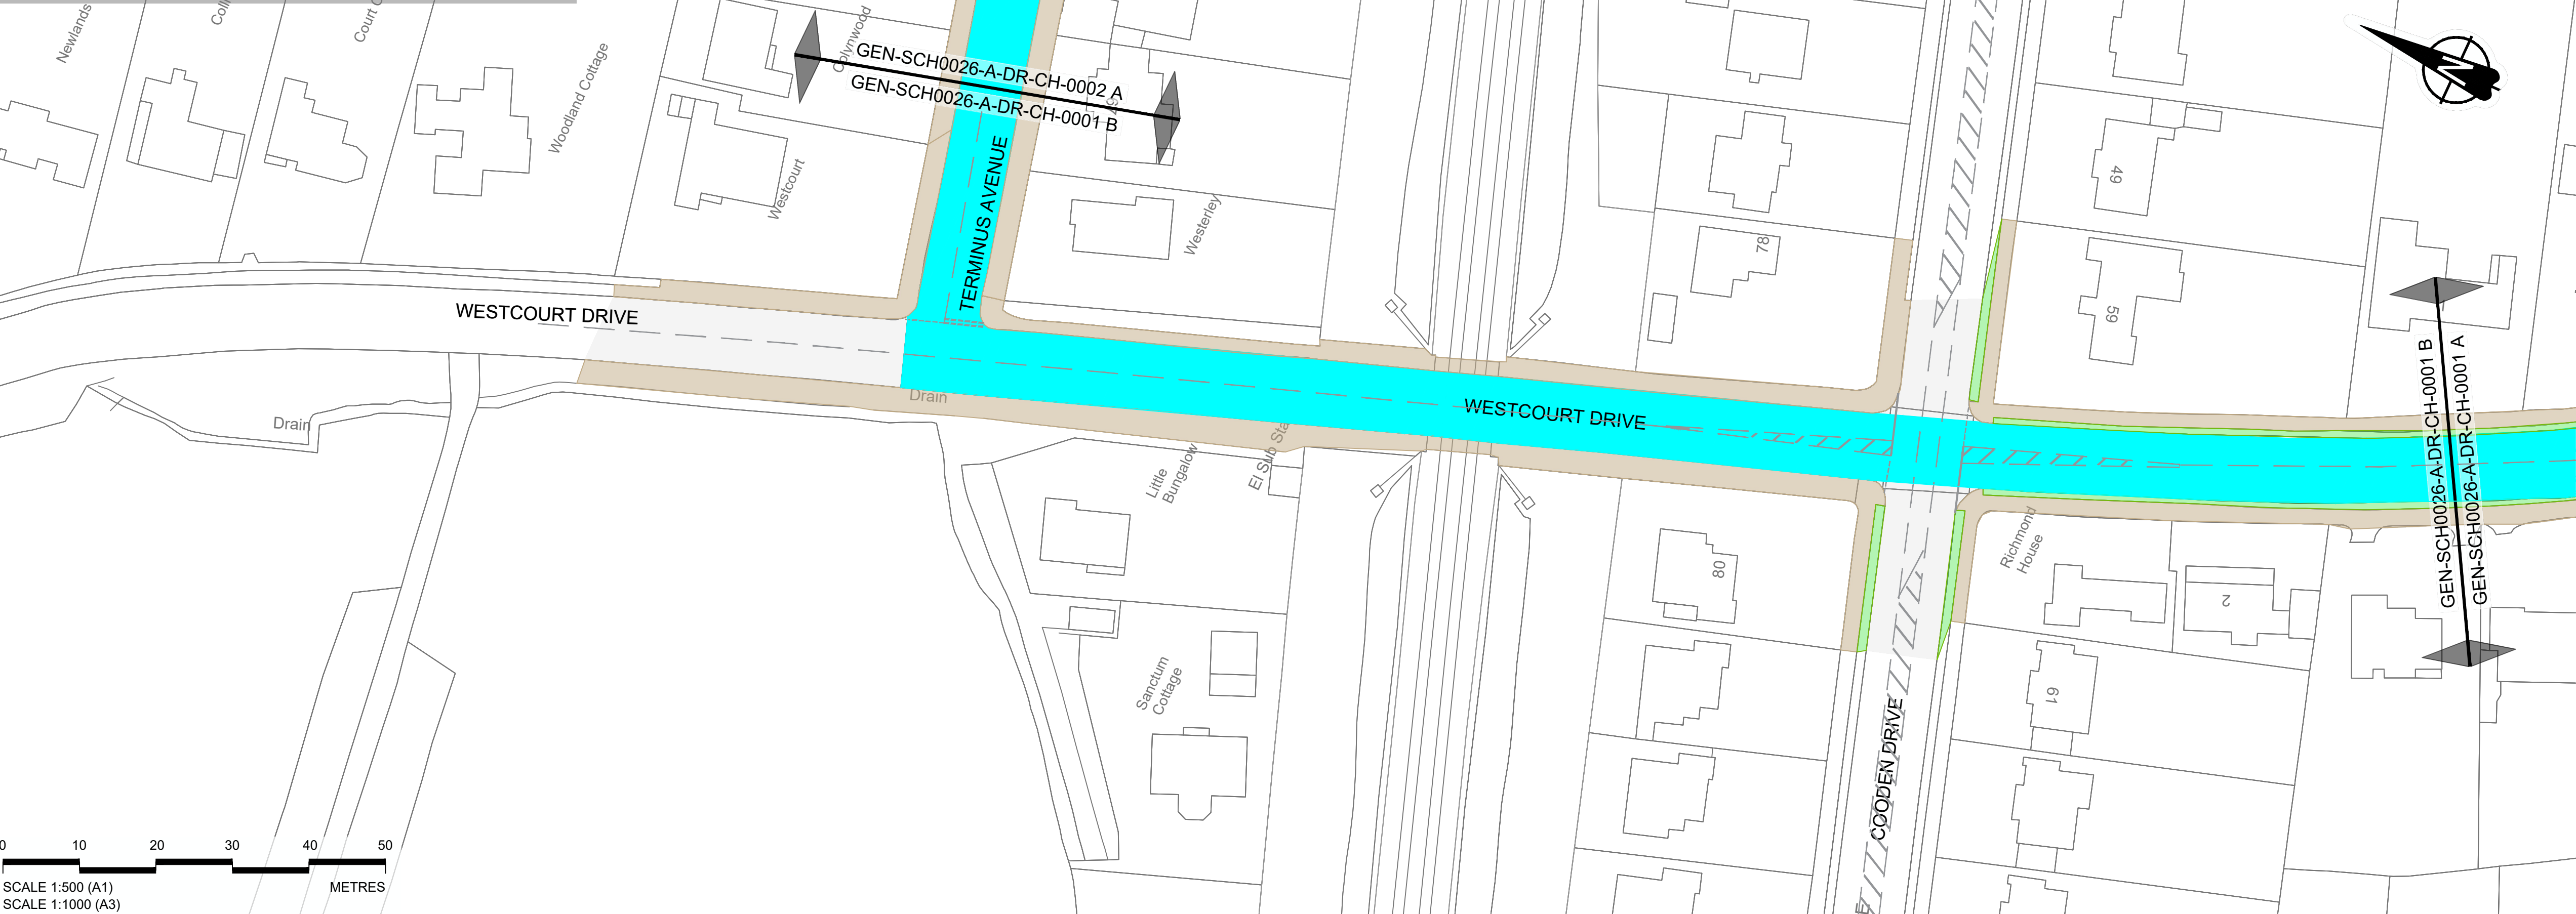 Newlands
Woodland Cottage
Westcourt
GEN-SCH0026-A-DR-CH-0002 A
GEN-SCH0026-A-DR-CH-0001 B
TERMINUS AVENUE
Westerley
N
78
49
59
WESTCOURT DRIVE
Drain
Drain
WESTCOURT DRIVE
Little
Bungalow
El Sub Sta
80
Richmond
House
2
61
GEN-SCH0026-A-DR-CH-0001 B
GEN-SCH0026-A-DR-CH-0001 A
Sanctum
Cottage
COODEN DRIVE
0 10 20 30 40 50
SCALE 1:500 (A1)
METRES
SCALE 1:1000 (A3)